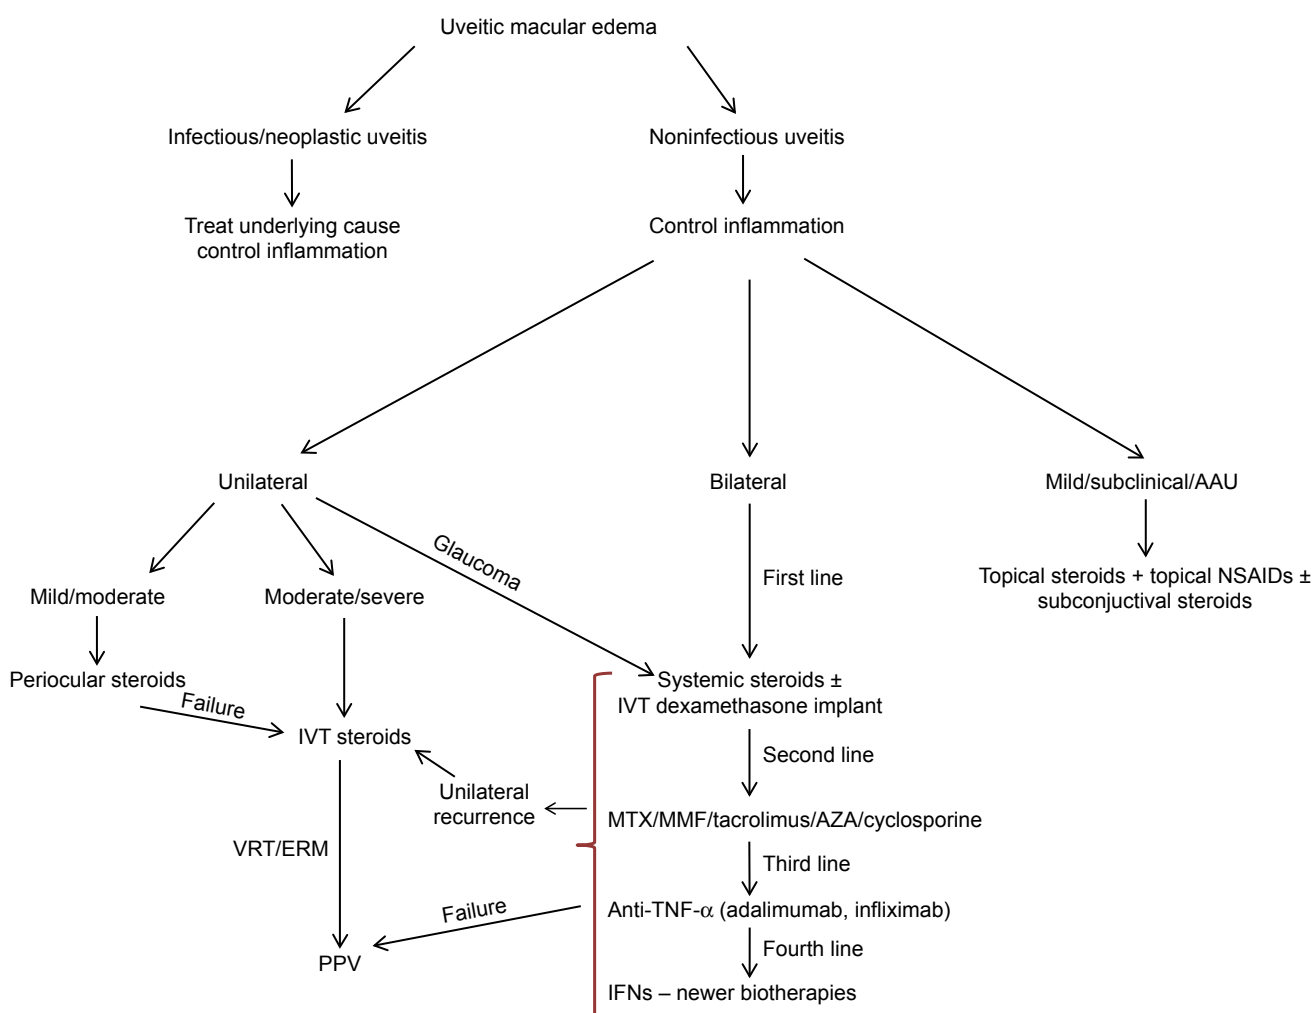 Uveitic macular edema
Infectious/neoplastic uveitis
Noninfectious uveitis
Treat underlying cause
control inflammation
Control inflammation
Unilateral
Bilateral
Mild/subclinical/AAU
Glaucoma
First line
Mild/moderate
Moderate/severe
Topical steroids + topical NSAIDs ±
subconjuctival steroids
Periocular steroids
Failure
IVT steroids
Systemic steroids ±
IVT dexamethasone implant
Second line
Unilateral
recurrence
MTX/MMF/tacrolimus/AZA/cyclosporine
VRT/ERM
Third line
Failure
Anti-TNF-α (adalimumab, infliximab)
Fourth line
PPV
IFNs – newer biotherapies